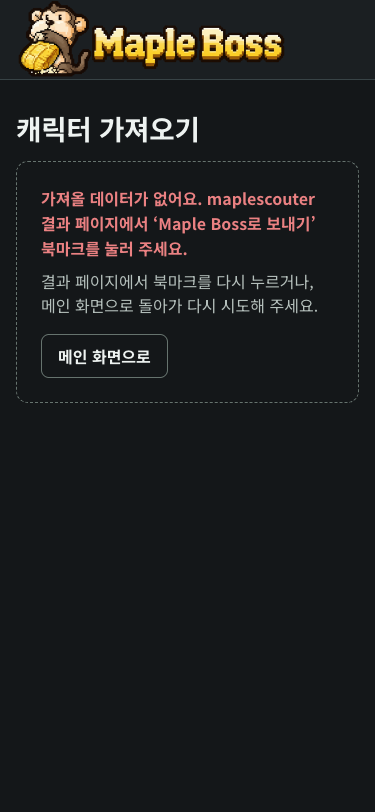 Maple Boss
캐릭터 가져오기
가져올 데이터가 없어요. maplescouter
결과 페이지에서 ‘Maple Boss로 보내기’
북마크를 눌러 주세요.
결과 페이지에서 북마크를 다시 누르거나,
메인 화면으로 돌아가 다시 시도해 주세요.
메인 화면으로